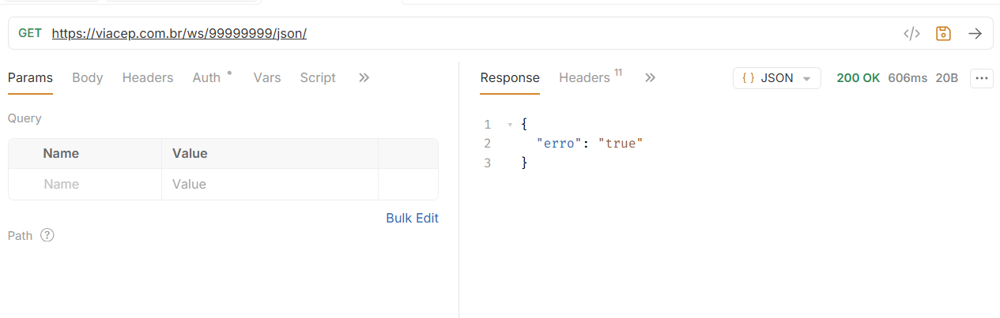 GET https://viacep.com.br/ws/99999999/json/ </>
Params Body Headers Auth Vars Script
Response Headers 11 { } JSON 200 OK 606ms 20B
Query
Name Value
Name Value
Bulk Edit
Path ?
1 {
2 "erro": "true"
3 }